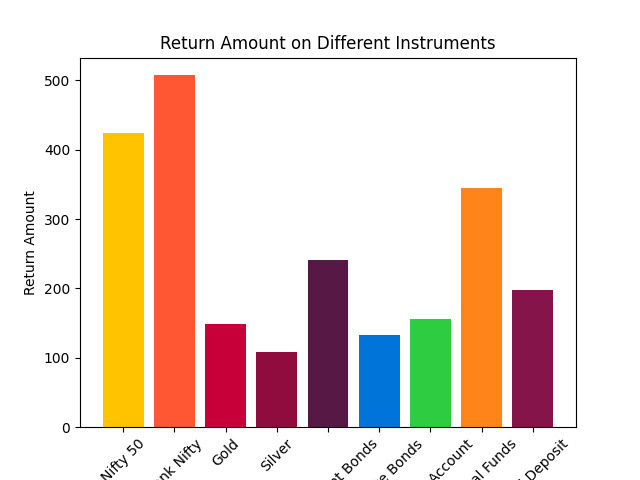 Return Amount on Different Instruments
500
400
300
200
100
0
Return Amount
Nifty 50
Nifty
Gold
Silver
Bonds
Bonds
Account
Funds
Deposit